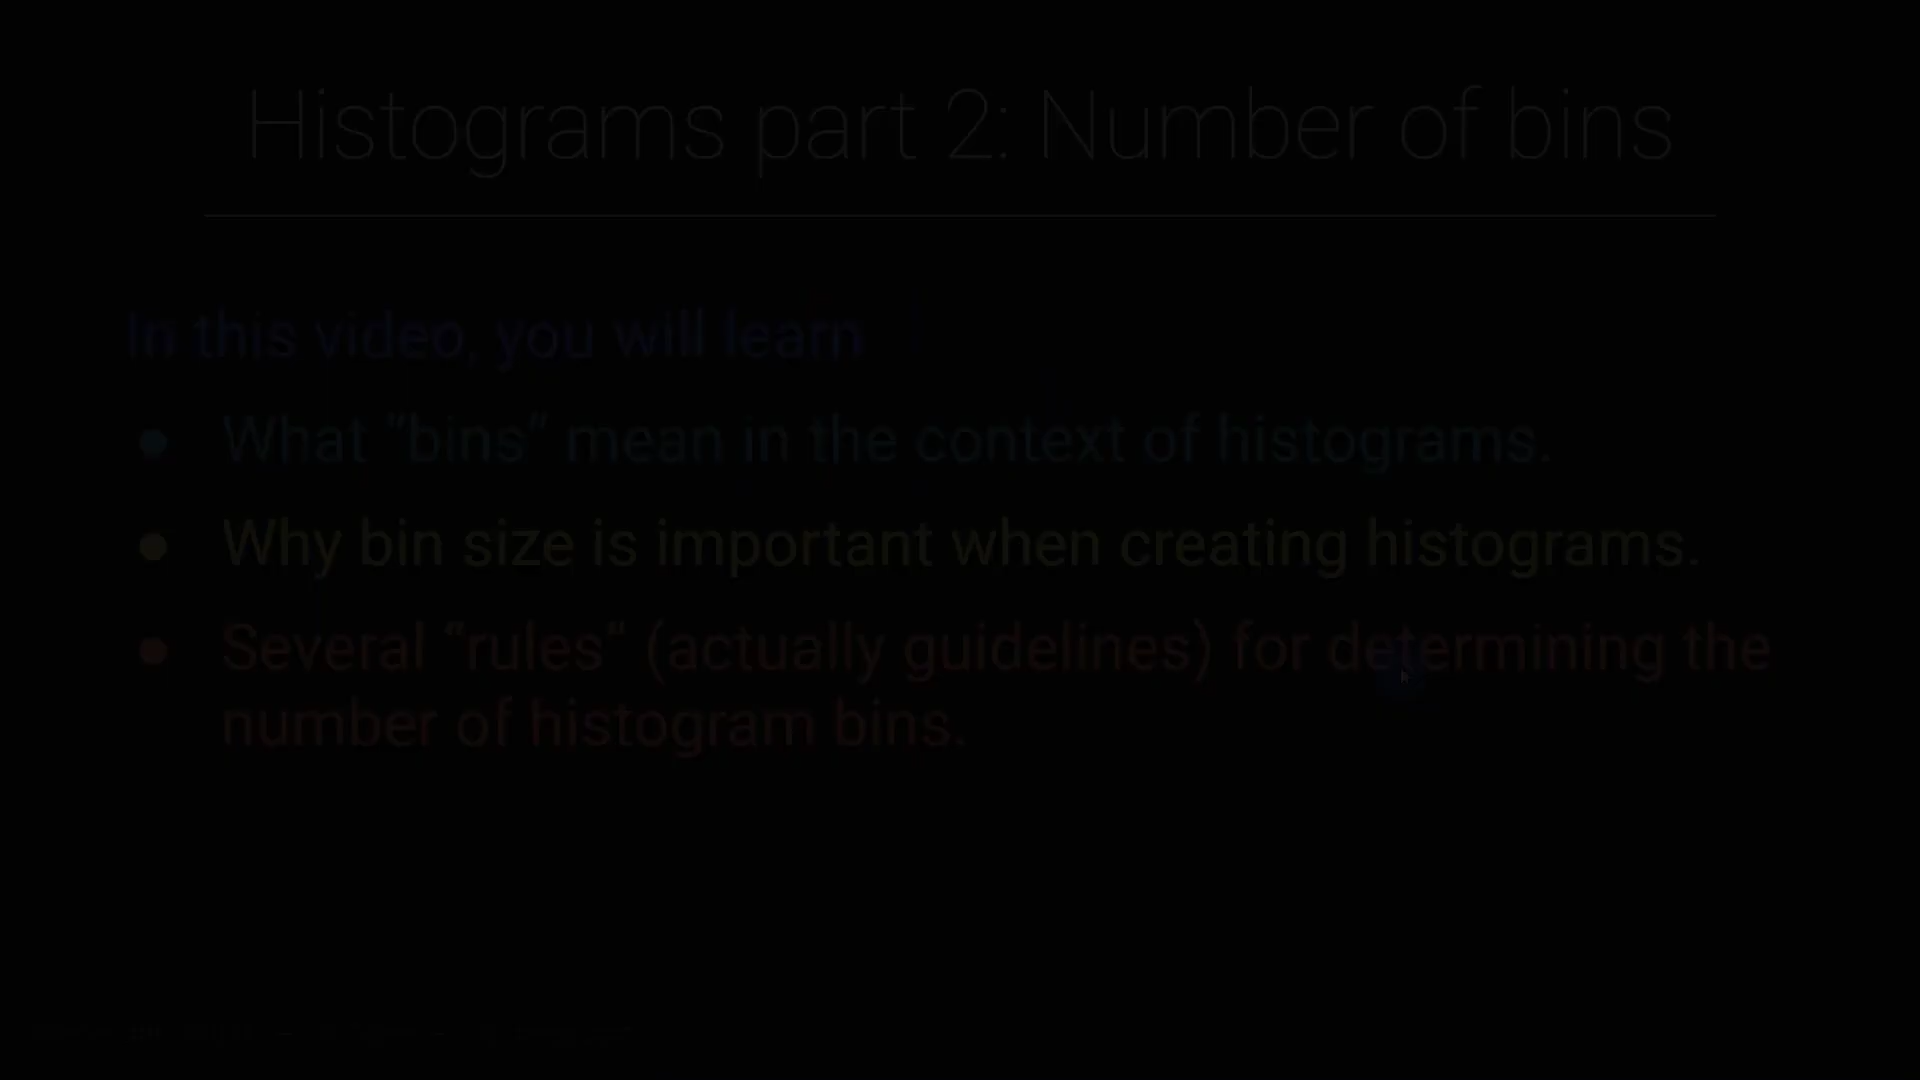 Histograms part 2: Number of bins
In this video, you will learn
● What "bins" mean in the context of histograms.
● Why bin size is important when creating histograms.
● Several "rules" (actually guidelines) for determining the
number of histogram bins.